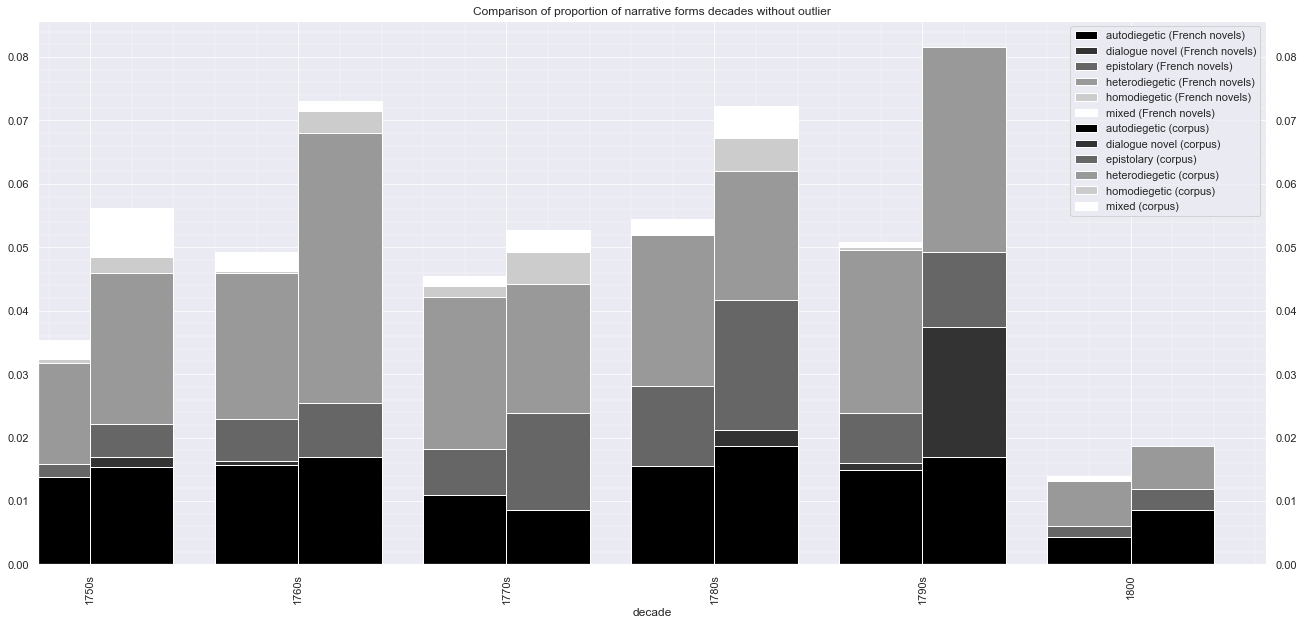 Comparison of proportion of narrative forms decades without outlier
autodiegetic (French novels)
dialogue novel (French novels)
epistolary (French novels)
heterodiegetic (French novels)
homodiegetic (French novels)
mixed (French novels)
autodiegetic (corpus)
dialogue novel (corpus)
epistolary (corpus)
heterodiegetic (corpus)
homodiegetic (corpus)
mixed (corpus)
0.08 0.08
0.07 0.07
0.06 0.06
0.05 0.05
0.04 0.04
0.03 0.03
0.02 0.02
0.01 0.01
0.00 0.00
1750s 1760s 1770s 1780s 1790s 1800
decade